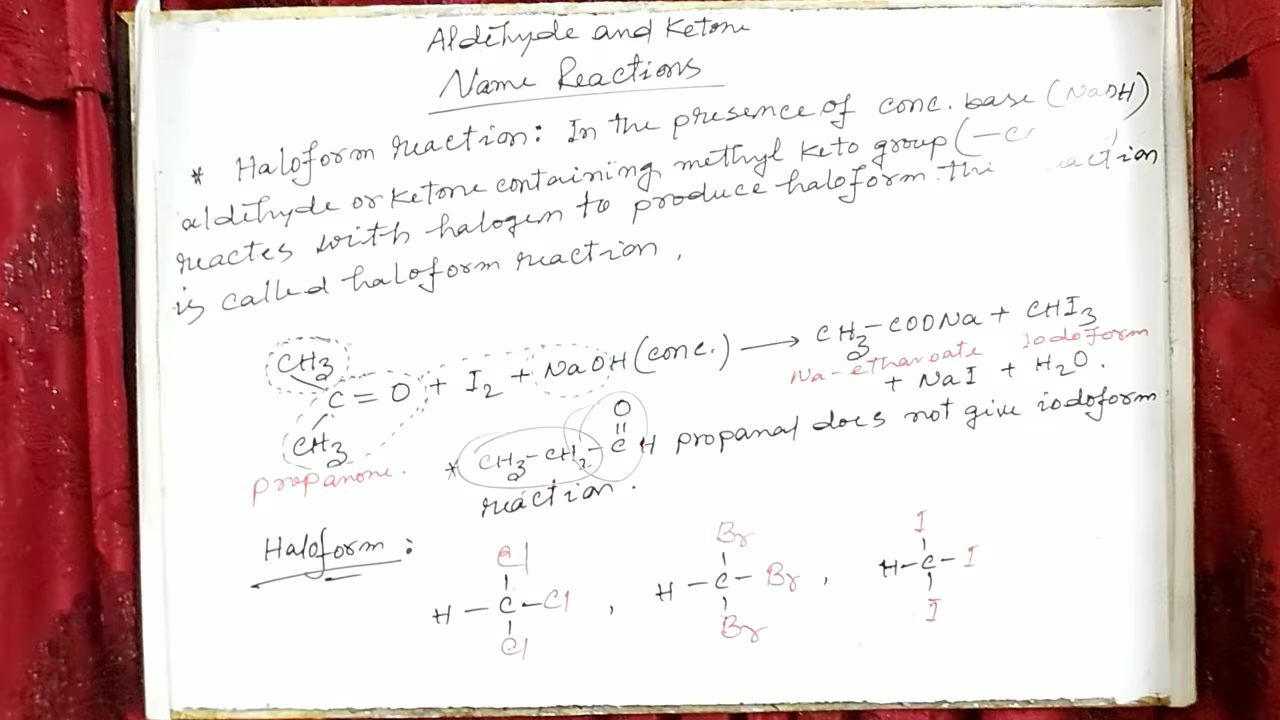 Aldehyde and Ketone
Name Reactions
* Haloform reaction: In the presence of conc. base (NaOH)
aldehyde or ketone containing methyl keto group (-c
reactes with halogen to produce haloform. thi action
is called haloform reaction,
CH3
C = O + I2 + NaOH (conc.) ⟶ CH3-COONa + CHI3
Na-ethanoate Iodoform
+ NaI + H2O.
CH3
propanone.
O
* CH3-CH2-C H propanal does not give iodoform
reaction.
Haloform:
Cl
H - C - Cl ,
Cl
Br
H - C - Br ,
Br
I
H - C - I
I